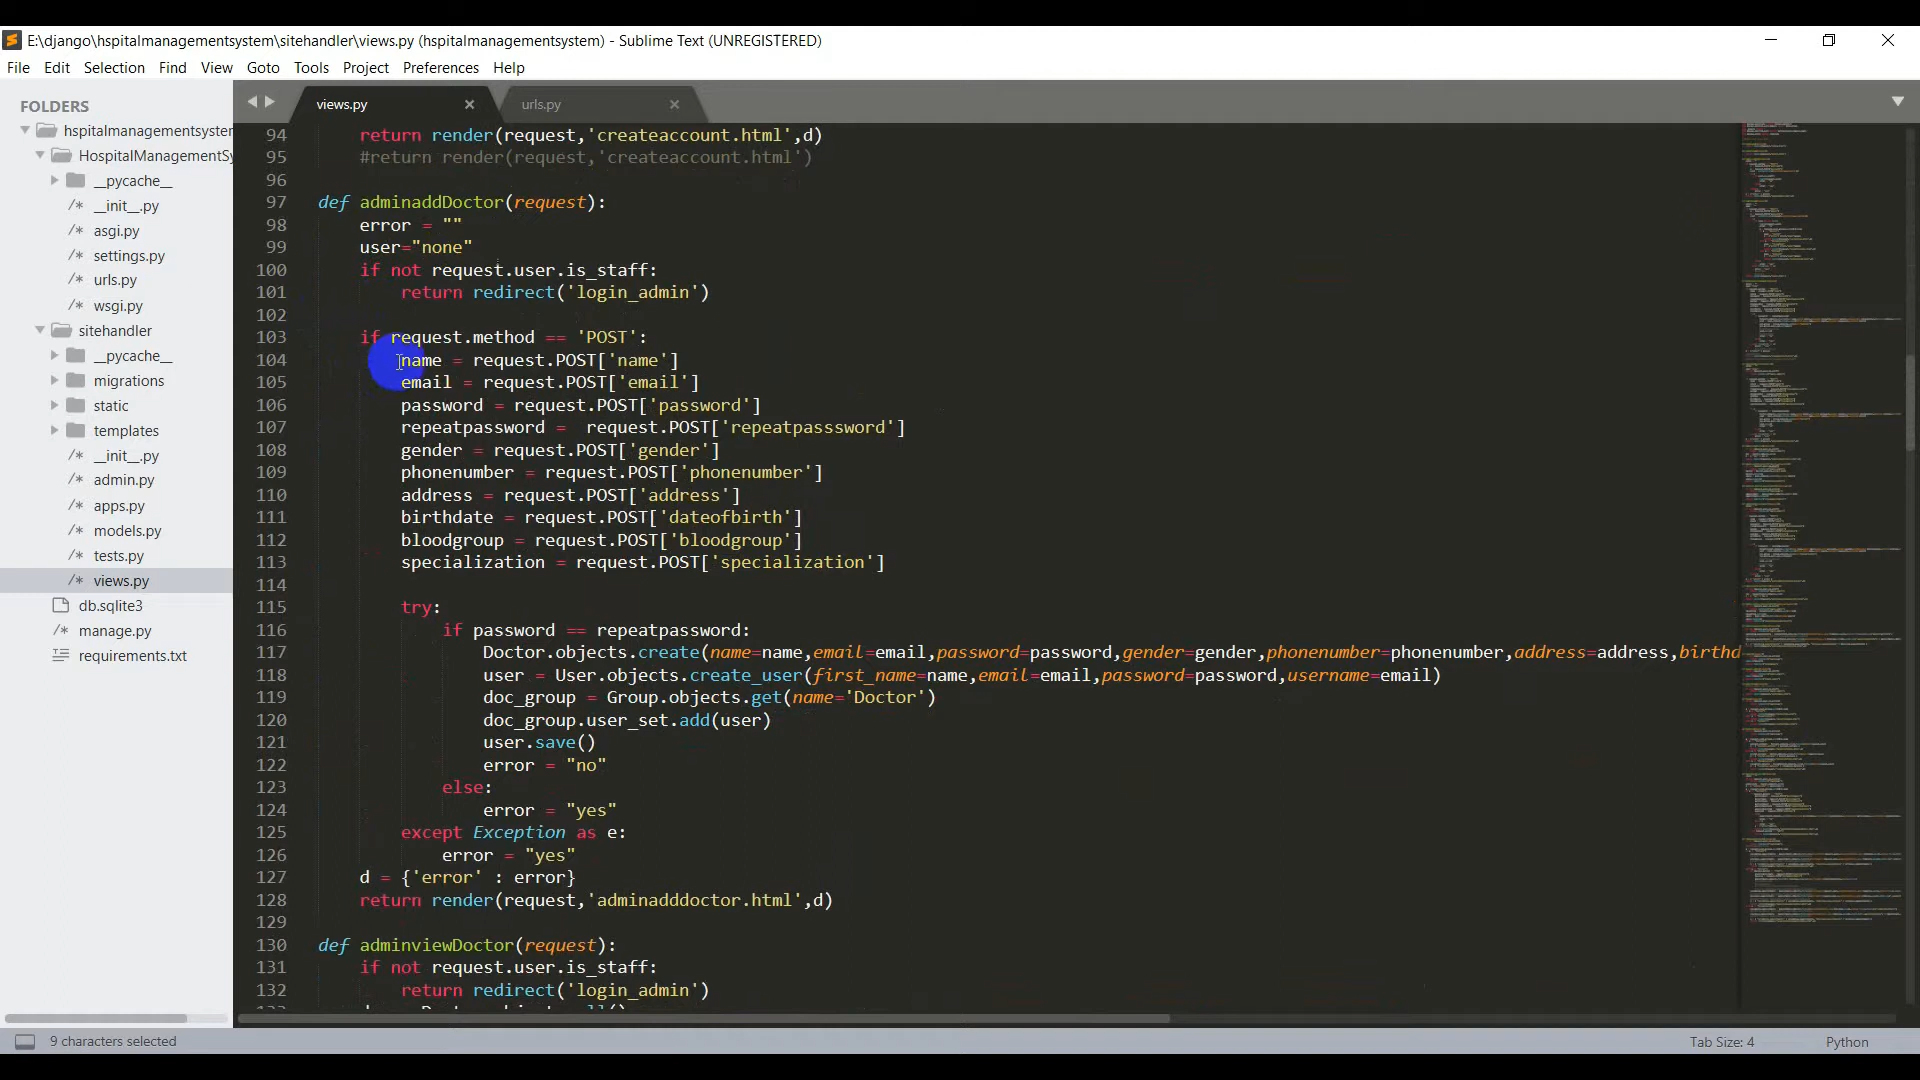 E:\django\hspitalmanagementsystem\sitehandler\views.py (hspitalmanagementsystem) - Sublime Text (UNREGISTERED)
File Edit Selection Find View Goto Tools Project Preferences Help
FOLDERS
hspitalmanagementsyster
HospitalManagementSy
__pycache__
__init__.py
asgi.py
settings.py
urls.py
wsgi.py
sitehandler
__pycache__
migrations
static
templates
__init__.py
admin.py
apps.py
models.py
tests.py
views.py
db.sqlite3
manage.py
requirements.txt
views.py urls.py
94 return render(request,'createaccount.html',d)
95 #return render(request,'createaccount.html')
96
97 def adminaddDoctor(request):
98 error = ""
99 user="none"
100 if not request.user.is_staff:
101 return redirect('login_admin')
102
103 if request.method == 'POST':
104 name = request.POST['name']
105 email = request.POST['email']
106 password = request.POST['password']
107 repeatpassword =  request.POST['repeatpasssword']
108 gender = request.POST['gender']
109 phonenumber = request.POST['phonenumber']
110 address = request.POST['address']
111 birthdate = request.POST['dateofbirth']
112 bloodgroup = request.POST['bloodgroup']
113 specialization = request.POST['specialization']
114
115 try:
116 if password == repeatpassword:
117 Doctor.objects.create(name=name,email=email,password=password,gender=gender,phonenumber=phonenumber,address=address,birthd
118 user = User.objects.create_user(first_name=name,email=email,password=password,username=email)
119 doc_group = Group.objects.get(name='Doctor')
120 doc_group.user_set.add(user)
121 user.save()
122 error = "no"
123 else:
124 error = "yes"
125 except Exception as e:
126 error = "yes"
127 d = {'error' : error}
128 return render(request,'adminadddoctor.html',d)
129
130 def adminviewDoctor(request):
131 if not request.user.is_staff:
132 return redirect('login_admin')
9 characters selected
Tab Size: 4 Python